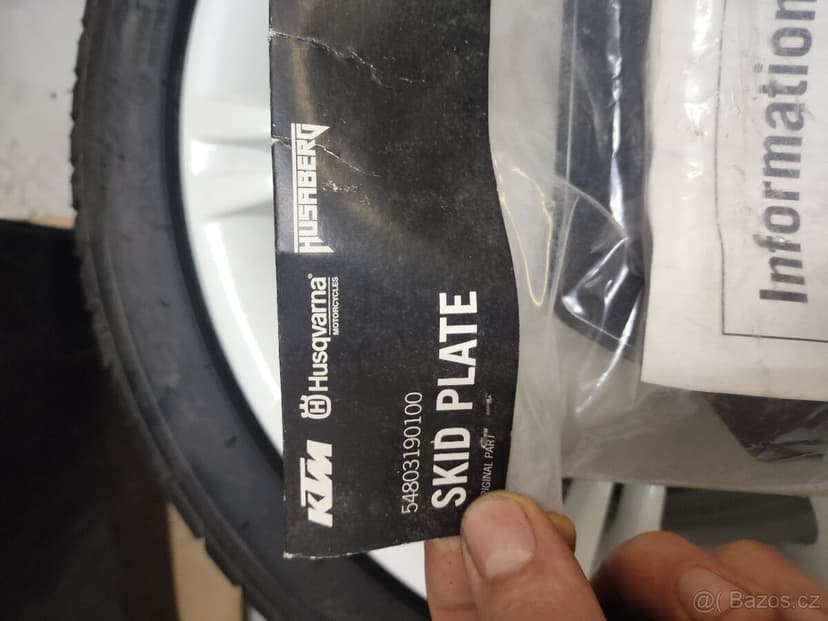 KTM
Husqvarna®
MOTORCYCLES
HUSABERG
54803190100
SKID PLATE
ORIGINAL PART
Information
@( Bazos.cz